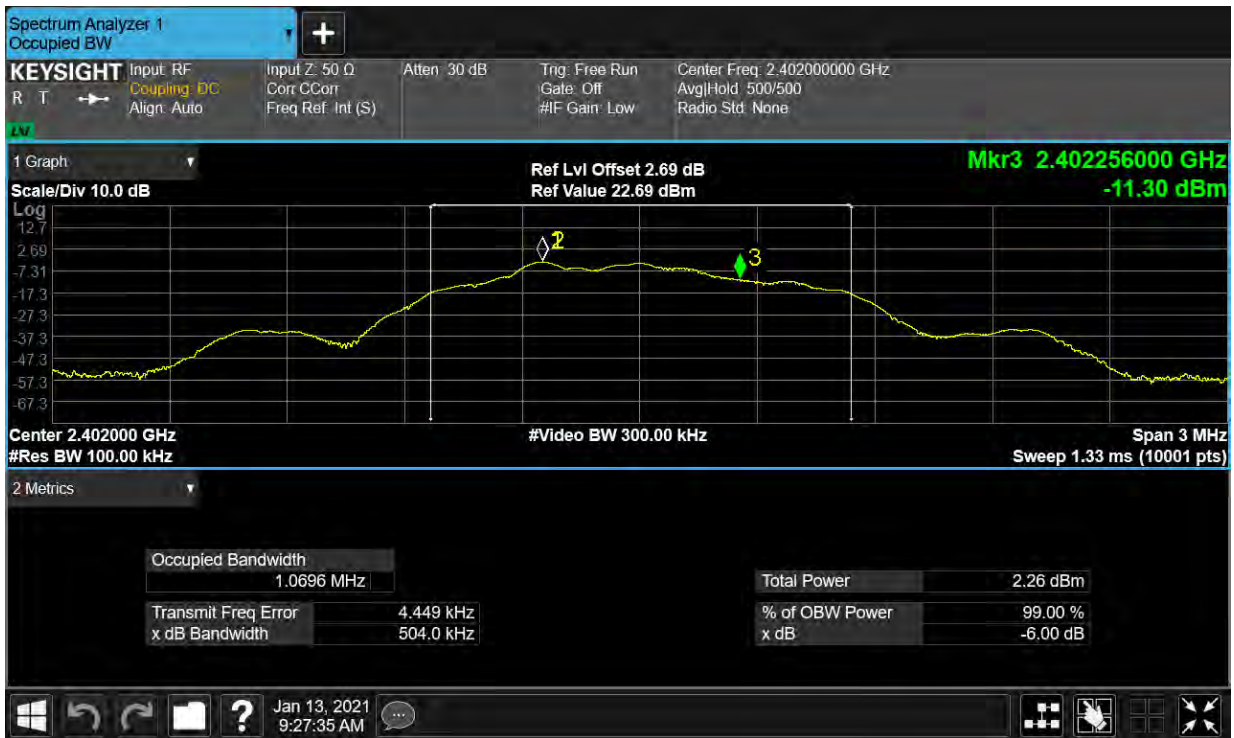 Spectrum Analyzer 1
Occupied BW
+
KEYSIGHT
R T
LXI
Input: RF
Coupling: DC
Align: Auto
Input Z: 50 Ω
Corr CCorr
Freq Ref: Int (S)
Atten: 30 dB
Trig: Free Run
Gate: Off
#IF Gain: Low
Center Freq: 2.402000000 GHz
Avg|Hold: 500/500
Radio Std: None
1 Graph
Scale/Div 10.0 dB
Ref Lvl Offset 2.69 dB
Ref Value 22.69 dBm
Mkr3 2.402256000 GHz
-11.30 dBm
Log
12.7
2.69
-7.31
-17.3
-27.3
-37.3
-47.3
-57.3
-67.3
2
3
Center 2.402000 GHz
#Res BW 100.00 kHz
#Video BW 300.00 kHz
Span 3 MHz
Sweep 1.33 ms (10001 pts)
2 Metrics
Occupied Bandwidth
1.0696 MHz
Transmit Freq Error 4.449 kHz
x dB Bandwidth 504.0 kHz
Total Power 2.26 dBm
% of OBW Power 99.00 %
x dB -6.00 dB
?
Jan 13, 2021
9:27:35 AM